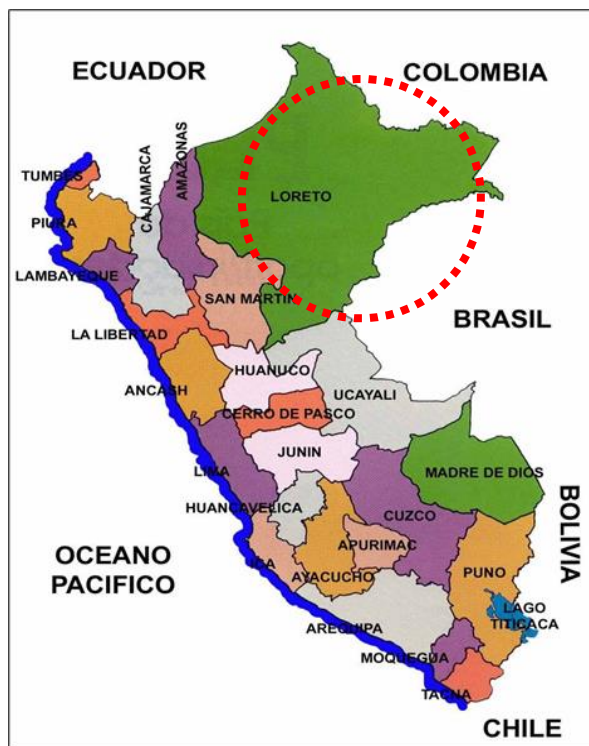 ECUADOR
COLOMBIA
TUMBES
CAJAMARCA
AMAZONAS
LORETO
PIURA
LAMBAYEQUE
SAN MARTIN
BRASIL
LA LIBERTAD
HUANUCO
ANCASH
UCAYALI
CERRO DE PASCO
JUNIN
LIMA
MADRE DE DIOS
HUANCAVELICA
CUZCO
BOLIVIA
OCEANO
PACIFICO
ICA
APURIMAC
AYACUCHO
PUNO
LAGO
TITICACA
AREQUIPA
MOQUEGUA
TACNA
CHILE